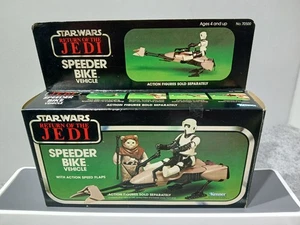 STAR WARS
RETURN OF THE
JEDI
SPEEDER
BIKE
VEHICLE
Ages 4 and up
No. 70500
ACTION FIGURES SOLD SEPARATELY
STAR WARS
RETURN OF THE
JEDI
SPEEDER
BIKE
VEHICLE
WITH ACTION SPEED FLAPS
ACTION FIGURES SOLD SEPARATELY
Kenner